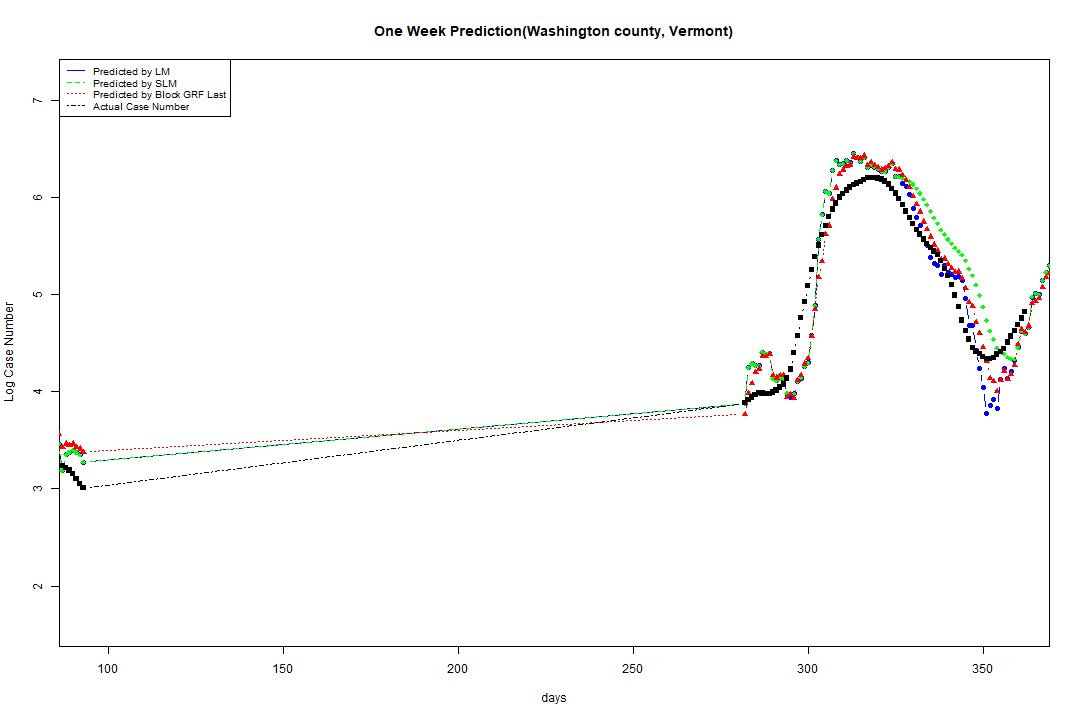 One Week Prediction(Washington county, Vermont)
Predicted by LM
Predicted by SLM
Predicted by Block GRF Last
Actual Case Number
7
6
5
4
3
2
Log Case Number
100 150 200 250 300 350
days